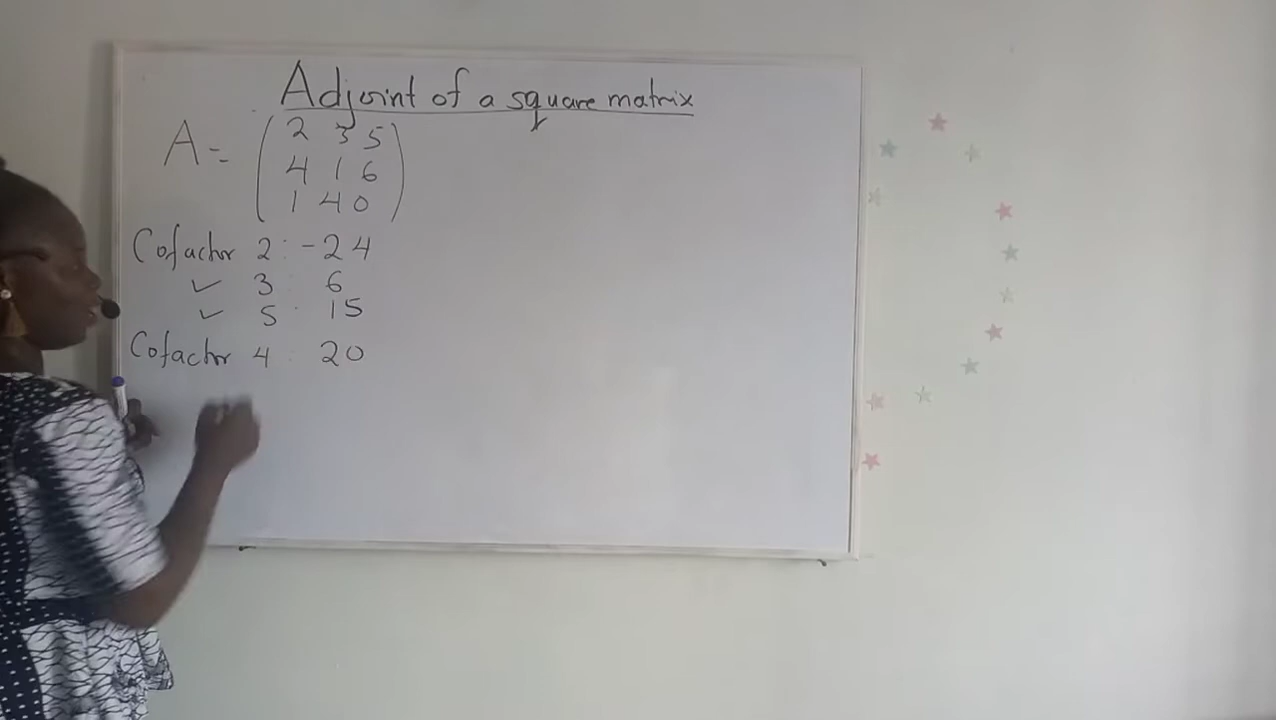 Adjoint of a square matrix
A = ( 2 3 5
4 1 6
1 4 0 )
Cofactor 2 : -24
✓ 3 : 6
✓ 5 : 15
Cofactor 4 : 20